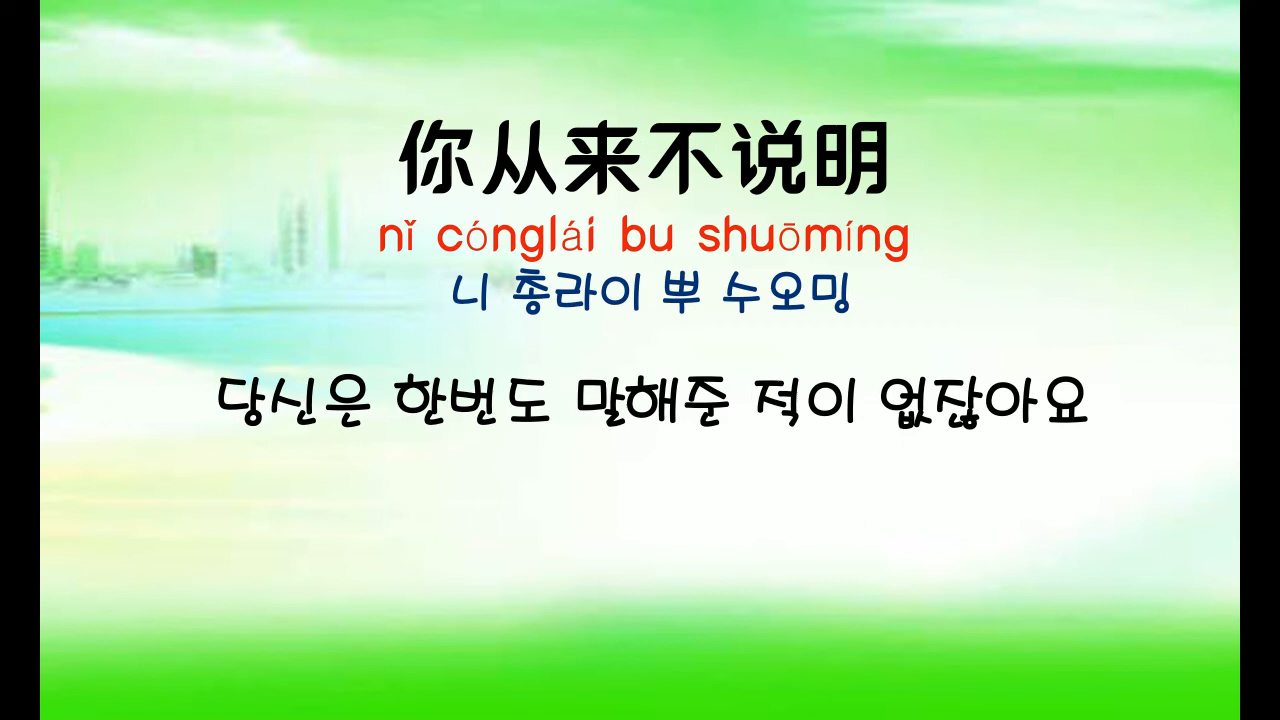 你从来不说明
nǐ cónglái bu shuōmíng
니 총라이 뿌 수오밍
당신은 한번도 말해준 적이 없잖아요